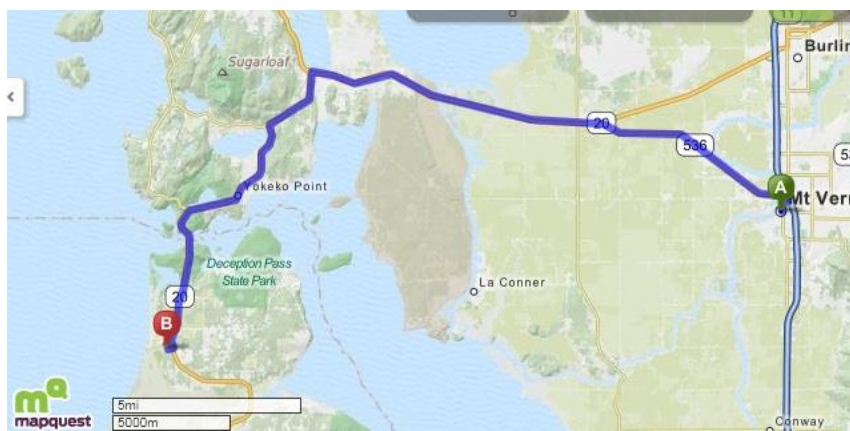 11
Burlin
Sugarloaf
<
20
536
53
A
Mt Vern
Yokeko Point
Deception Pass
State Park
La Conner
20
B
mapquest
5mi
5000m
Conway